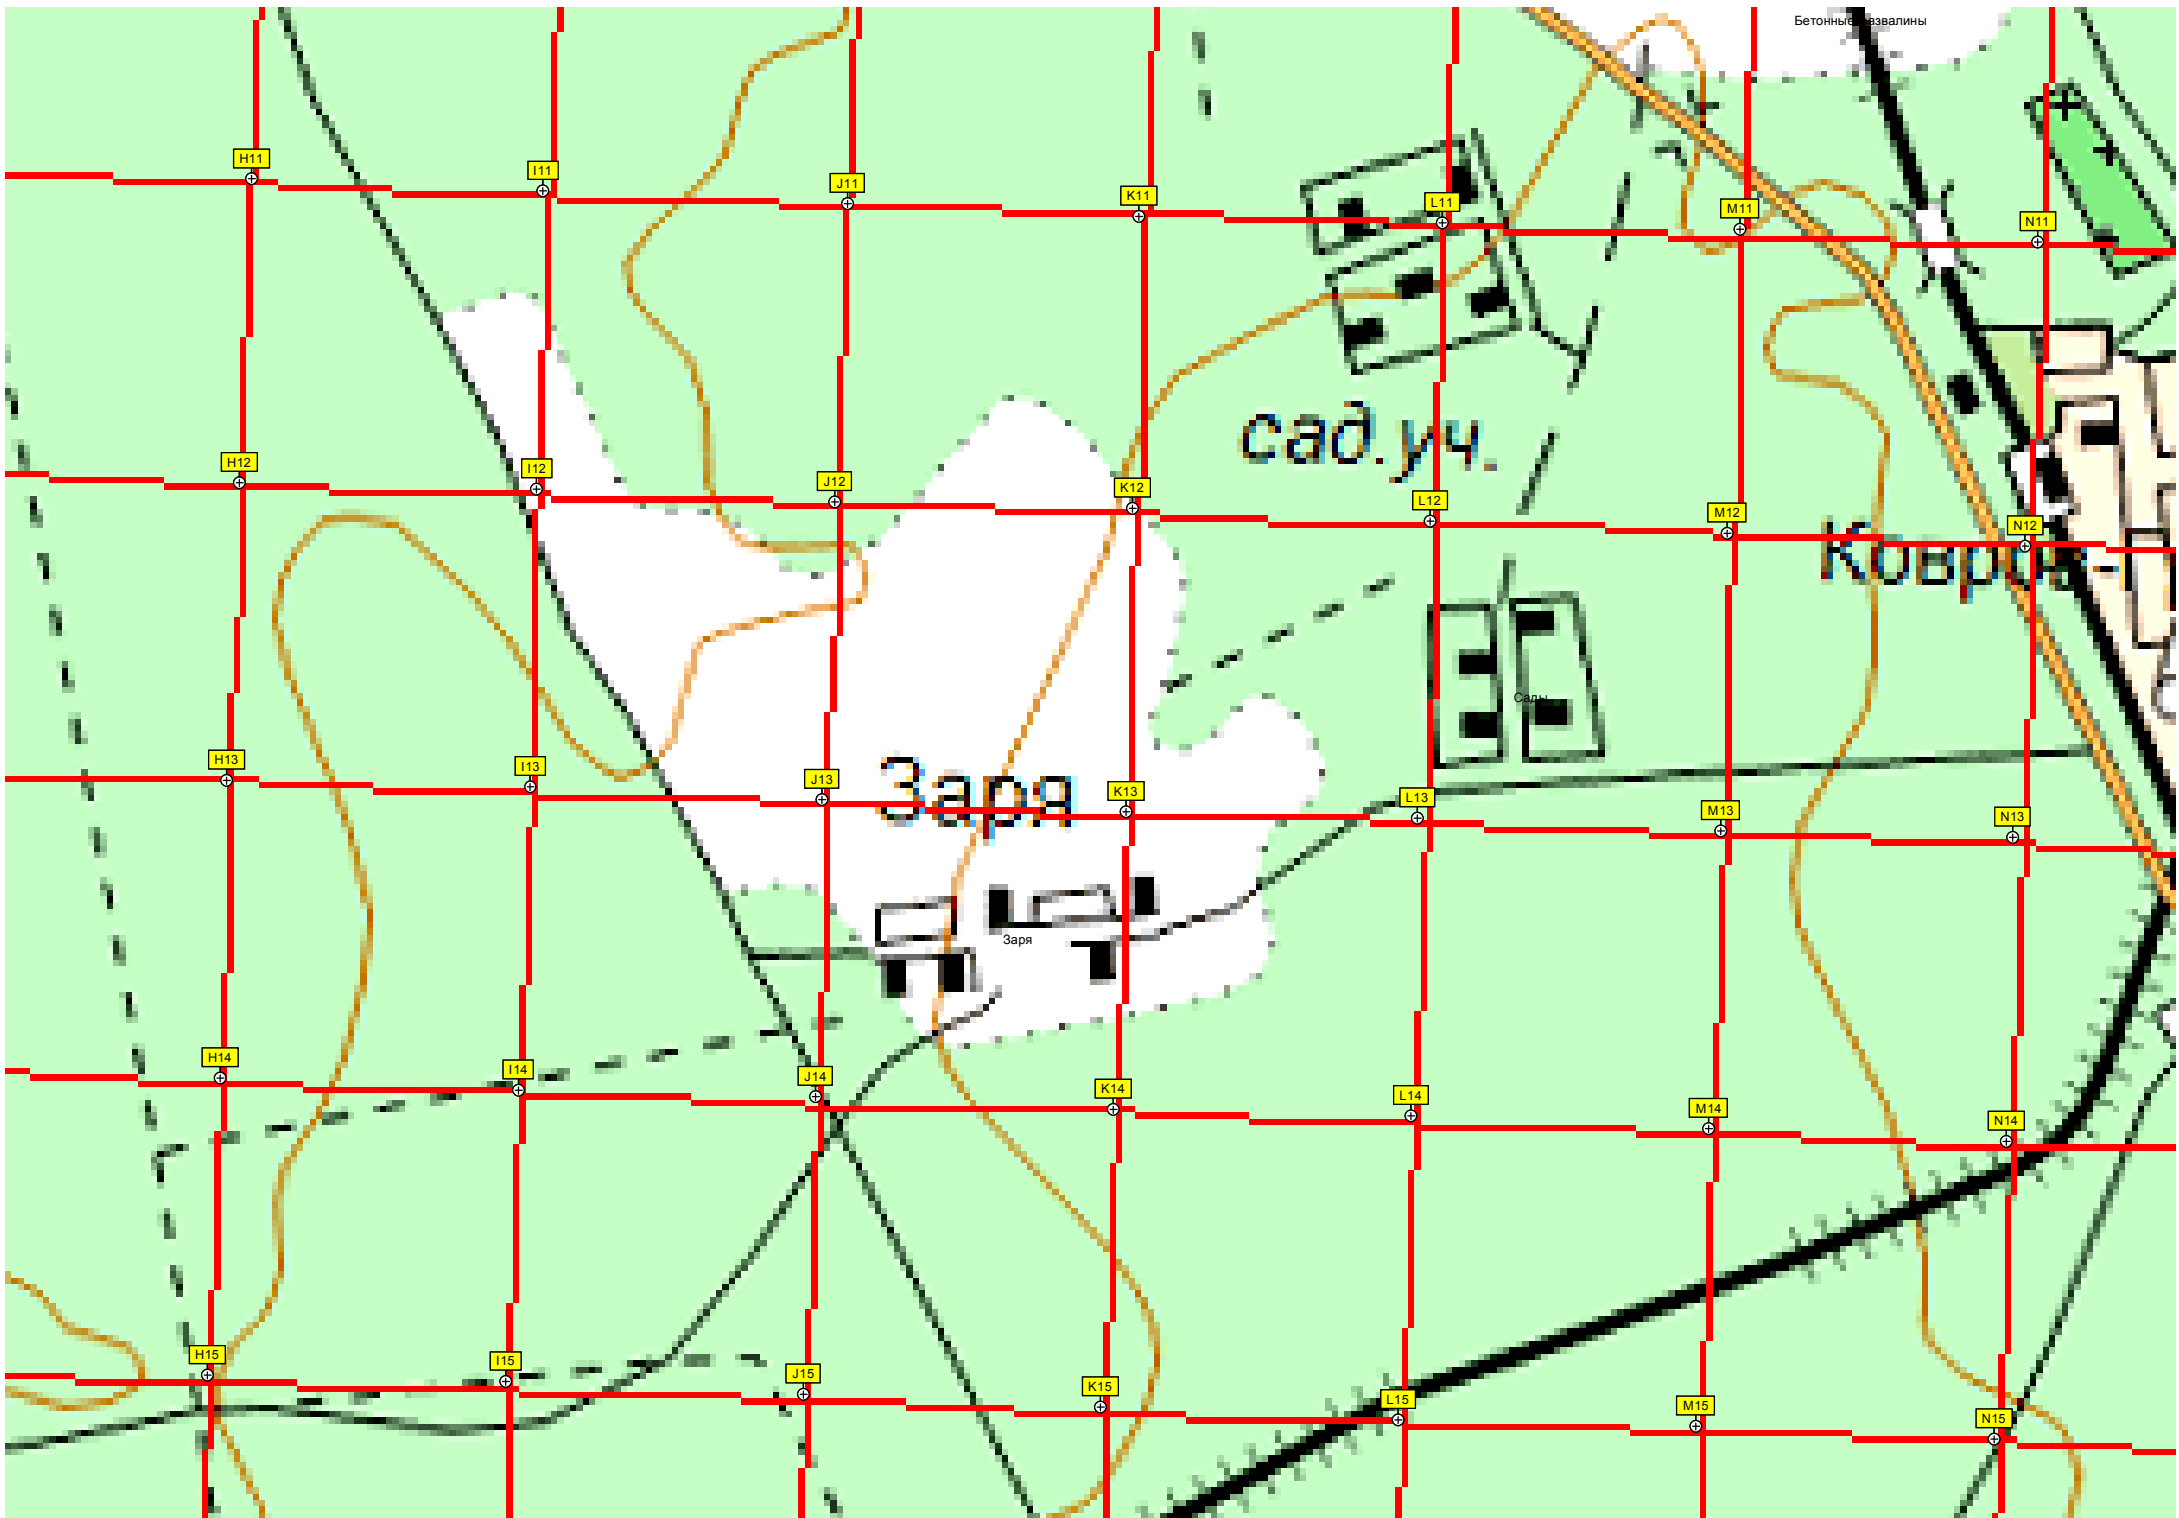 Бетонные развалины
H11
I11
J11
K11
L11
M11
N11
сад.уч.
H12
I12
J12
K12
L12
M12
N12
Ковров-
Сады
H13
I13
J13
Заря
K13
L13
M13
N13
Заря
H14
I14
J14
K14
L14
M14
N14
H15
I15
J15
K15
L15
M15
N15